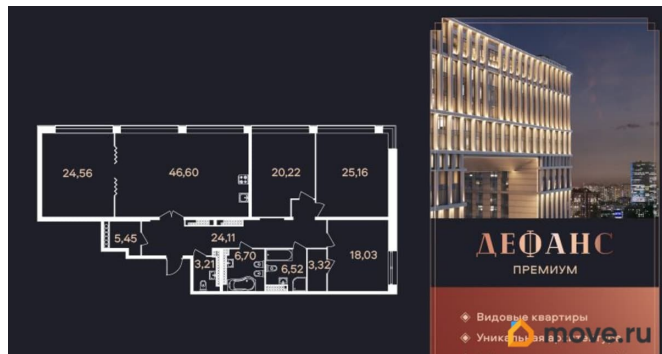 24,56
46,60
20,22
25,16
5,45
24,11
3,21
6,70
6,52
3,32
18,03
ДЕФАНС
ПРЕМИУМ
Видовые квартиры
Уникальная
move.ru